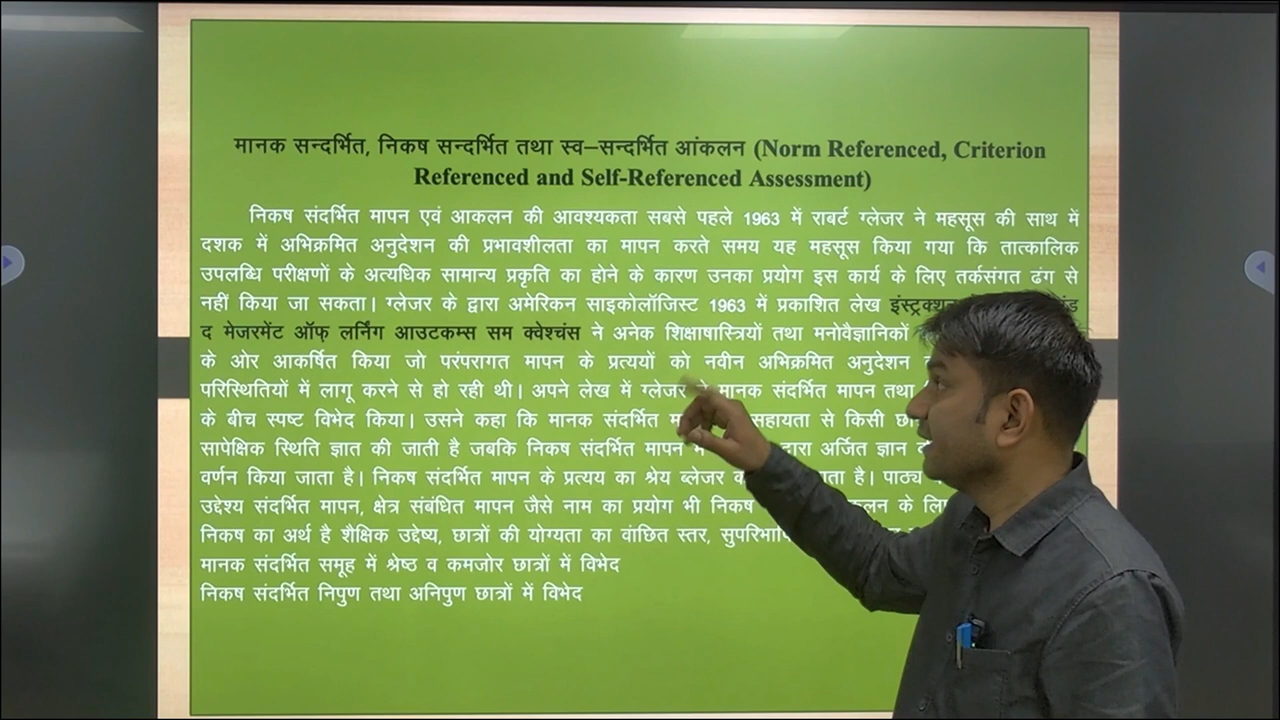 मानक सन्दर्भित, निकष सन्दर्भित तथा स्व–सन्दर्भित आंकलन (Norm Referenced, Criterion
Referenced and Self-Referenced Assessment)
निकष संदर्भित मापन एवं आकलन की आवश्यकता सबसे पहले 1963 में राबर्ट ग्लेजर ने महसूस की साथ में
दशक में अभिक्रमित अनुदेशन की प्रभावशीलता का मापन करते समय यह महसूस किया गया कि तात्कालिक
उपलब्धि परीक्षणों के अत्यधिक सामान्य प्रकृति का होने के कारण उनका प्रयोग इस कार्य के लिए तर्कसंगत ढंग से
नहीं किया जा सकता। ग्लेजर के द्वारा अमेरिकन साइकोलॉजिस्ट 1963 में प्रकाशित लेख
द मेजरमेंट ऑफ् लर्निंग आउटकम्स सम क्वेश्चंस ने अनेक शिक्षाषास्त्रियों तथा मनोवैज्ञानिकों
के ओर आकर्षित किया जो परंपरागत मापन के प्रत्ययों को नवीन अभिक्रमित अनुदेशन
परिस्थितियों में लागू करने से हो रही थी। अपने लेख में ग्लेजर मानक संदर्भित मापन तथा
के बीच स्पष्ट विभेद किया। उसने कहा कि मानक संदर्भित सहायता से किसी
सापेक्षिक स्थिति ज्ञात की जाती है जबकि निकष संदर्भित मापन अर्जित ज्ञान
वर्णन किया जाता है। निकष संदर्भित मापन के प्रत्यय का श्रेय ब्लेजर है। पाठ्य
उद्देश्य संदर्भित मापन, क्षेत्र संबंधित मापन जैसे नाम का प्रयोग भी निकष के
निकष का अर्थ है शैक्षिक उद्देष्य, छात्रों की योग्यता का वांछित स्तर,
मानक संदर्भित समूह में श्रेष्ठ व कमजोर छात्रों में विभेद
निकष संदर्भित निपुण तथा अनिपुण छात्रों में विभेद